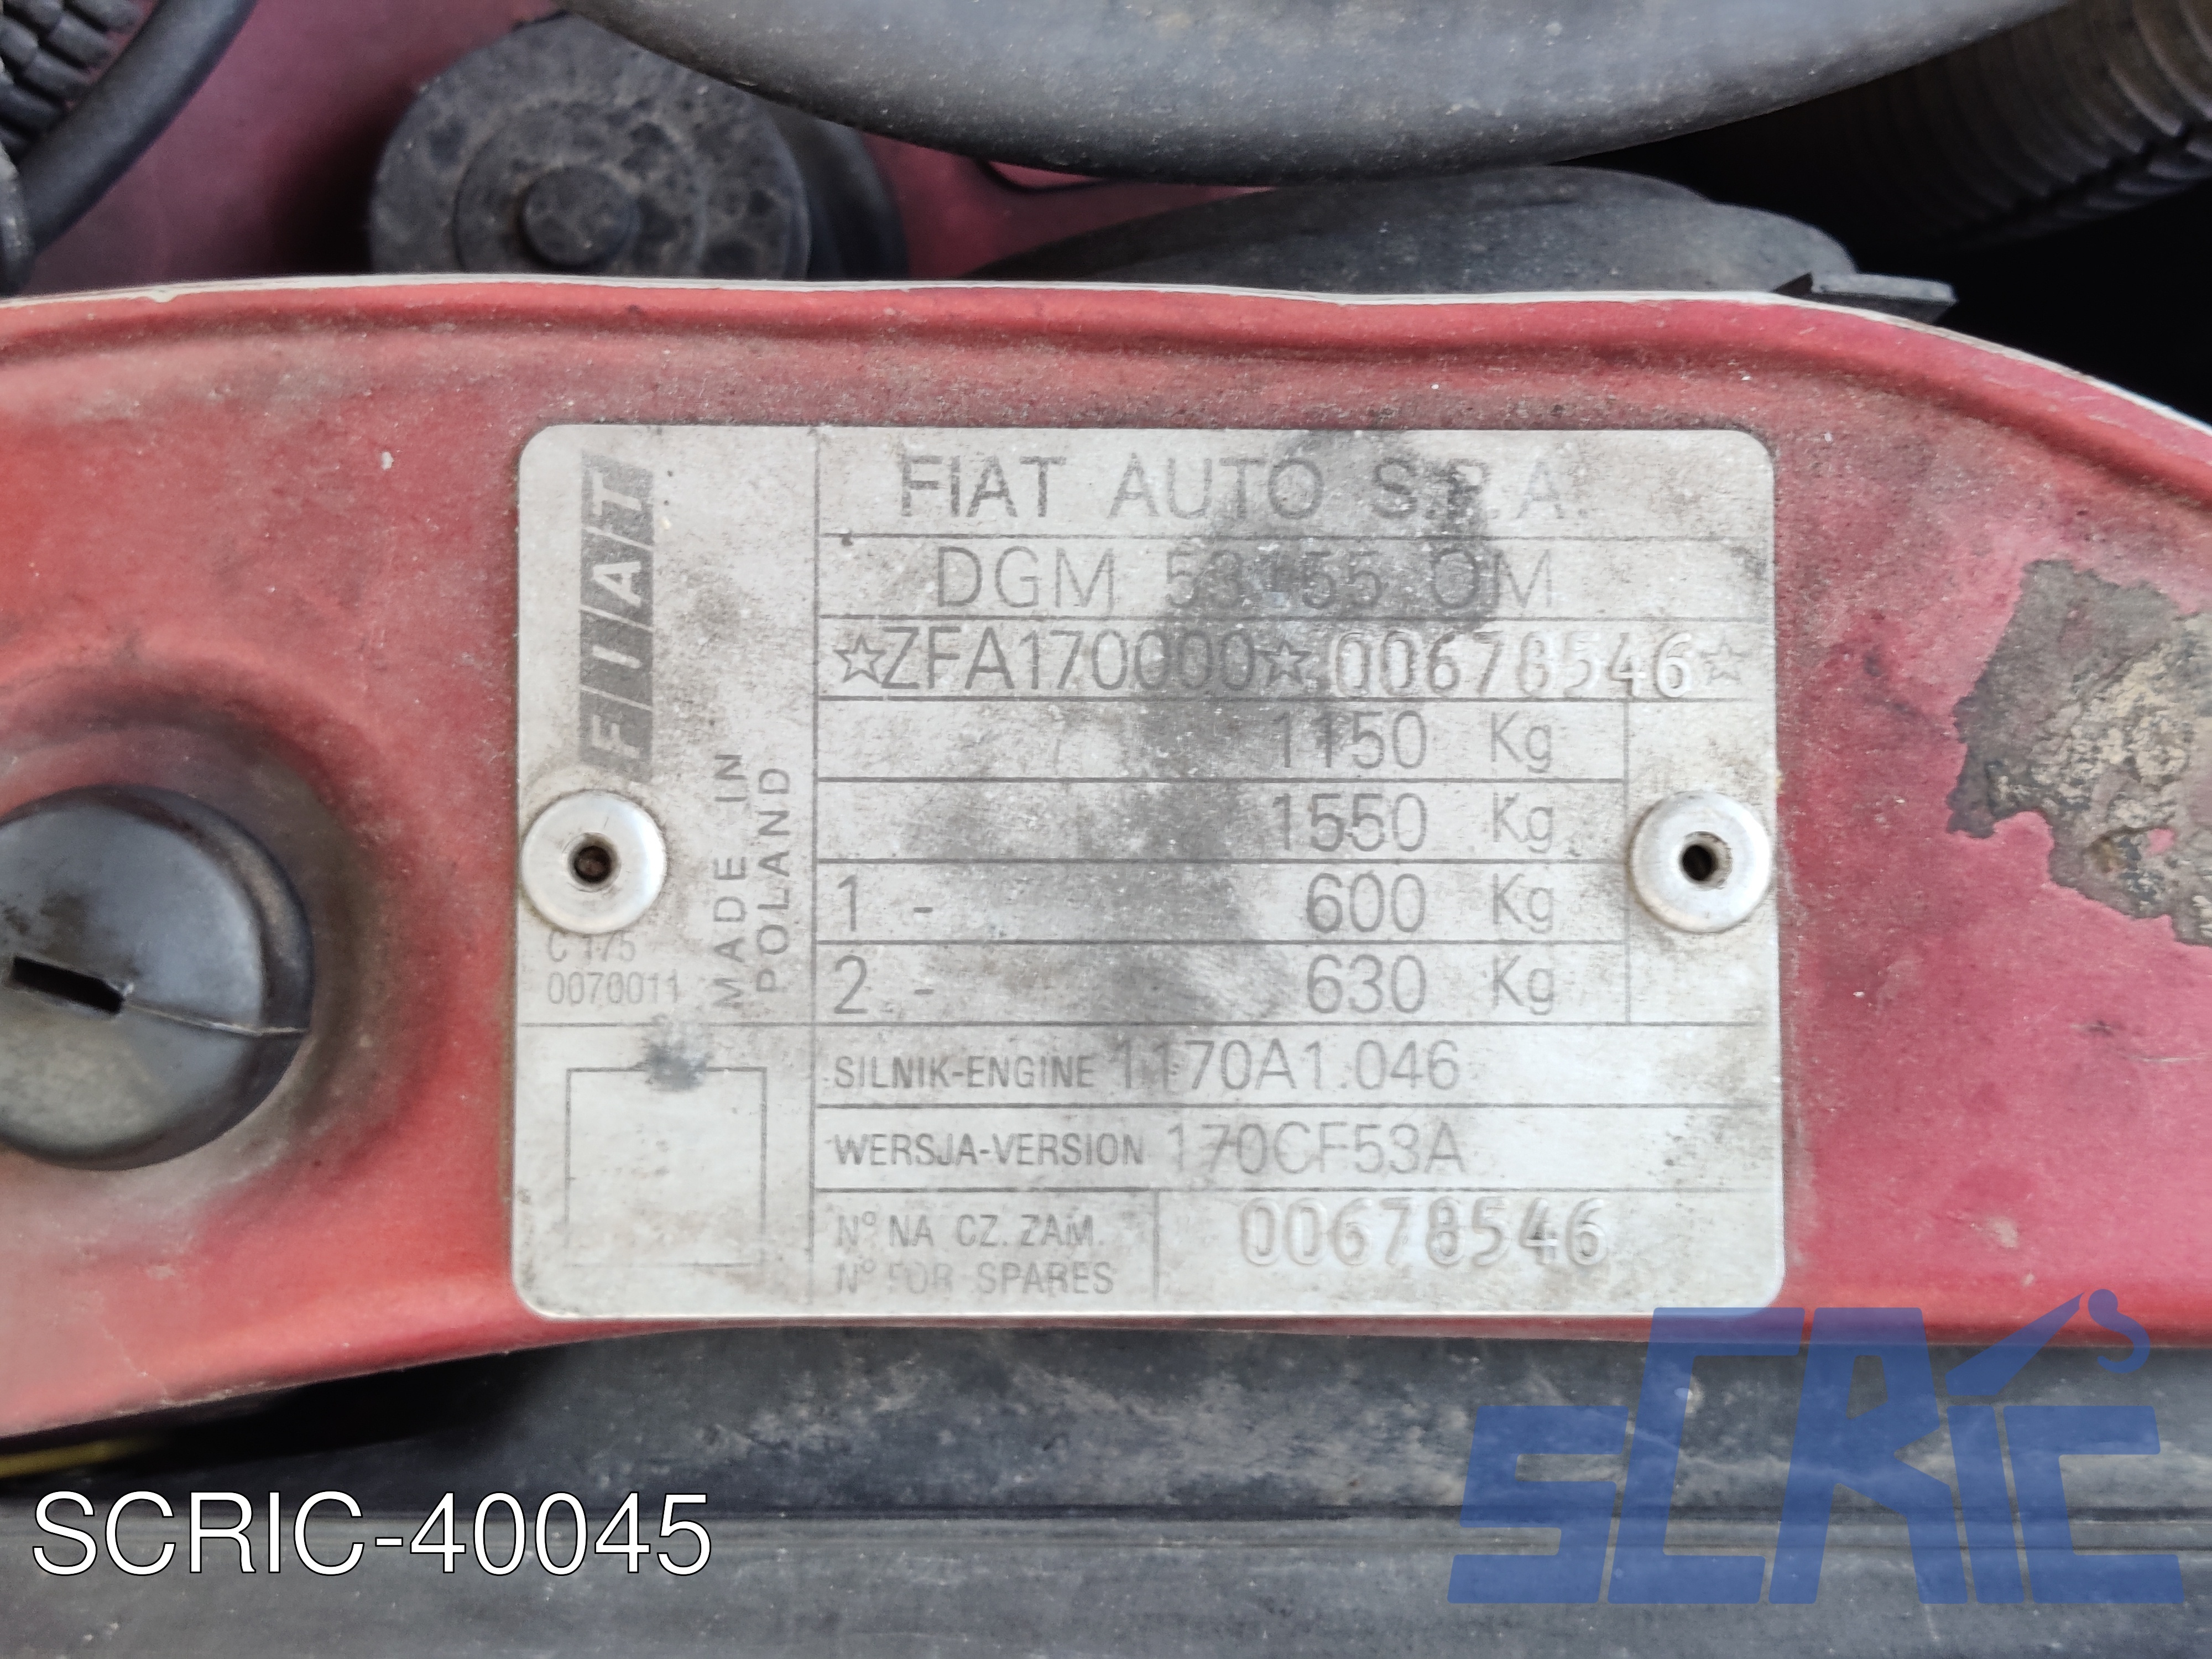 FIAT
MADE IN
POLAND
C 175
0070011
FIAT AUTO S.P.A.
DGM 53155 OM
☆ZFA170000☆00678546☆
1150 Kg
1550 Kg
1 - 600 Kg
2 - 630 Kg
SILNIK-ENGINE 1170A1.046
WERSJA-VERSION 170CF53A
Nº NA CZ. ZAM.
Nº FOR SPARES
00678546
SCRIC-40045
SCRIC